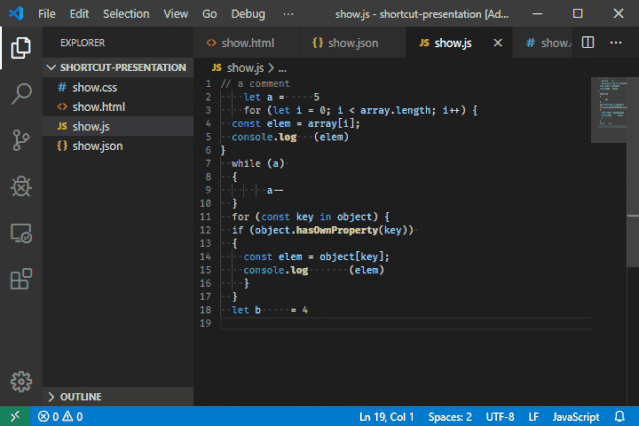 File Edit Selection View Go Debug ··· show.js - shortcut-presentation [Ad...
EXPLORER
SHORTCUT-PRESENTATION
# show.css
<> show.html
JS show.js
{} show.json
OUTLINE
<> show.html {} show.json JS show.js × # show.
JS show.js > ...
1 // a comment
2 let a =     5
3 for (let i = 0; i < array.length; i++) {
4 const elem = array[i];
5 console.log   (elem)
6 }
7 while (a)
8 {
9 a--
10 }
11 for (const key in object) {
12 if (object.hasOwnProperty(key))
13 {
14 const elem = object[key];
15 console.log       (elem)
16 }
17 }
18 let b     = 4
19
0 0 Ln 19, Col 1 Spaces: 2 UTF-8 LF JavaScript